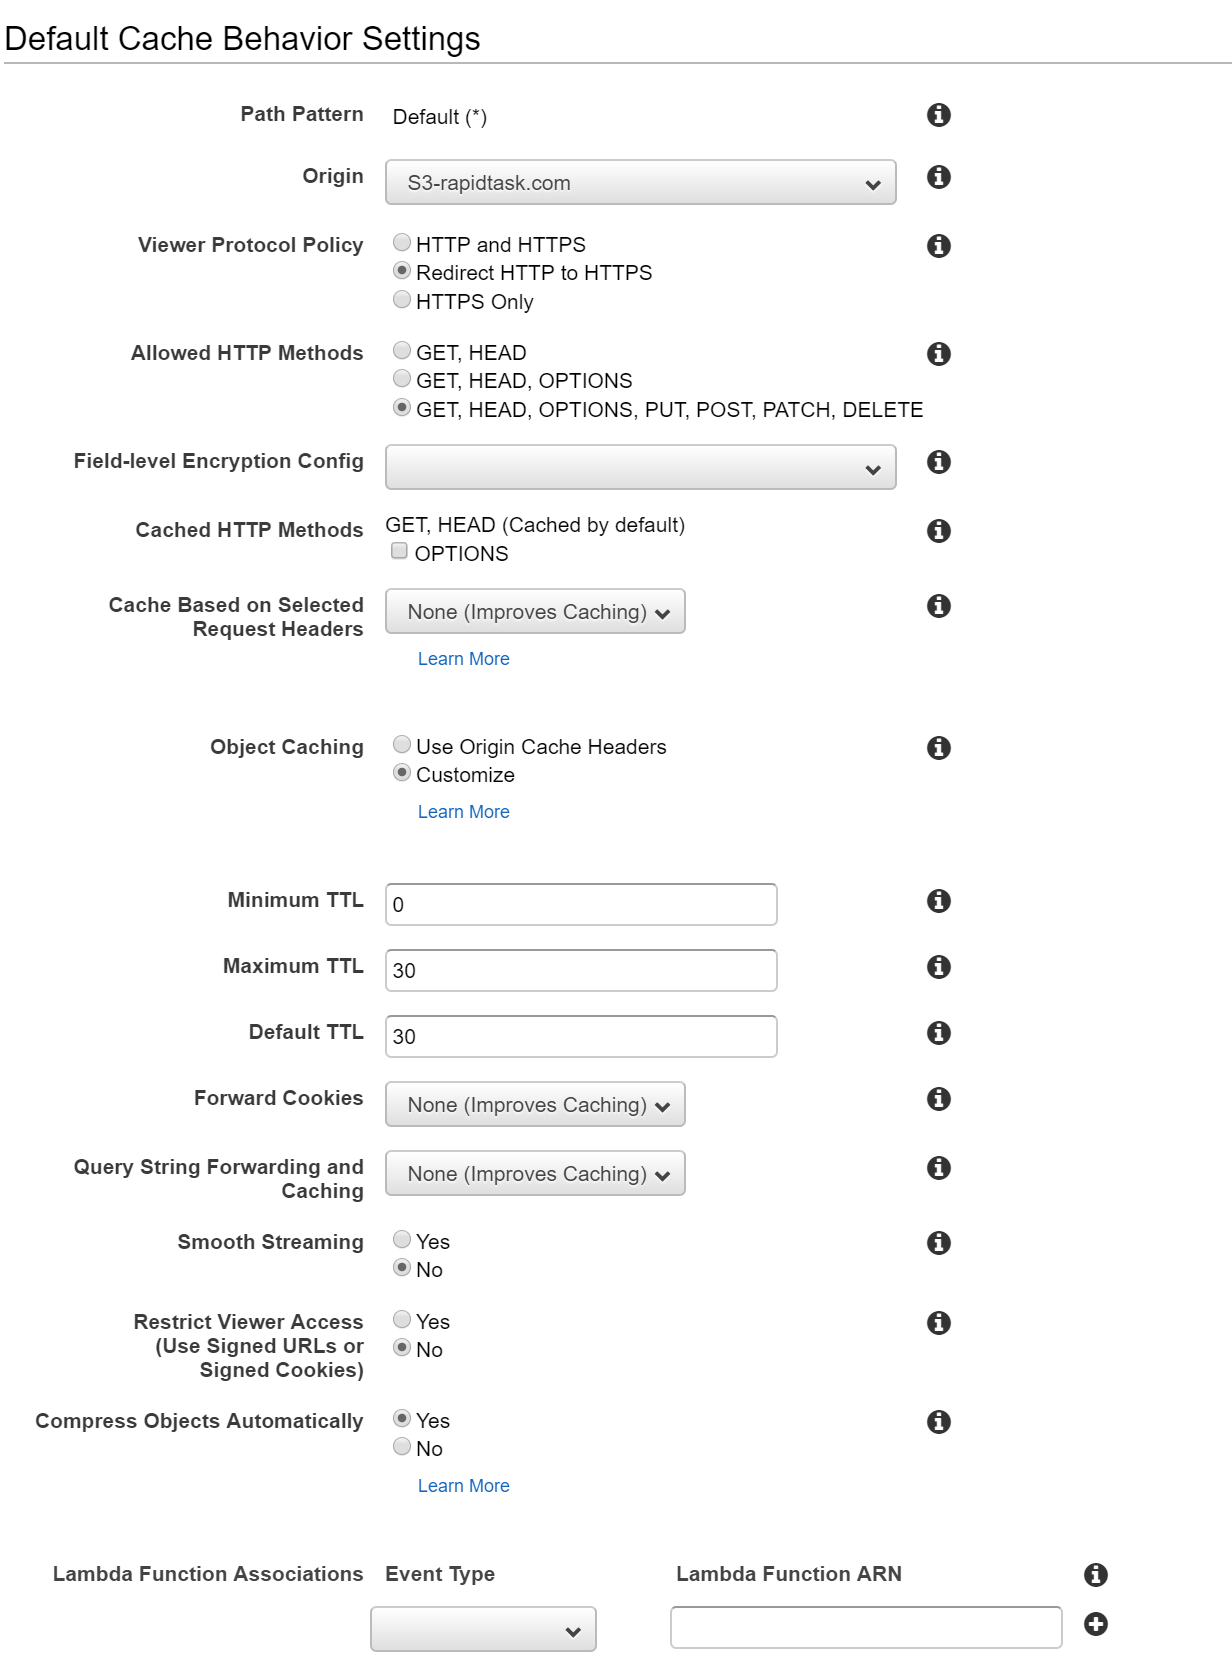 Default Cache Behavior Settings
Path Pattern Default (*)
Origin S3-rapidtask.com
Viewer Protocol Policy HTTP and HTTPS
Redirect HTTP to HTTPS
HTTPS Only
Allowed HTTP Methods GET, HEAD
GET, HEAD, OPTIONS
GET, HEAD, OPTIONS, PUT, POST, PATCH, DELETE
Field-level Encryption Config
Cached HTTP Methods GET, HEAD (Cached by default)
OPTIONS
Cache Based on Selected None (Improves Caching)
Request Headers
Learn More
Object Caching Use Origin Cache Headers
Customize
Learn More
Minimum TTL 0
Maximum TTL 30
Default TTL 30
Forward Cookies None (Improves Caching)
Query String Forwarding and None (Improves Caching)
Caching
Smooth Streaming Yes
No
Restrict Viewer Access Yes
(Use Signed URLs or No
Signed Cookies)
Compress Objects Automatically Yes
No
Learn More
Lambda Function Associations Event Type Lambda Function ARN